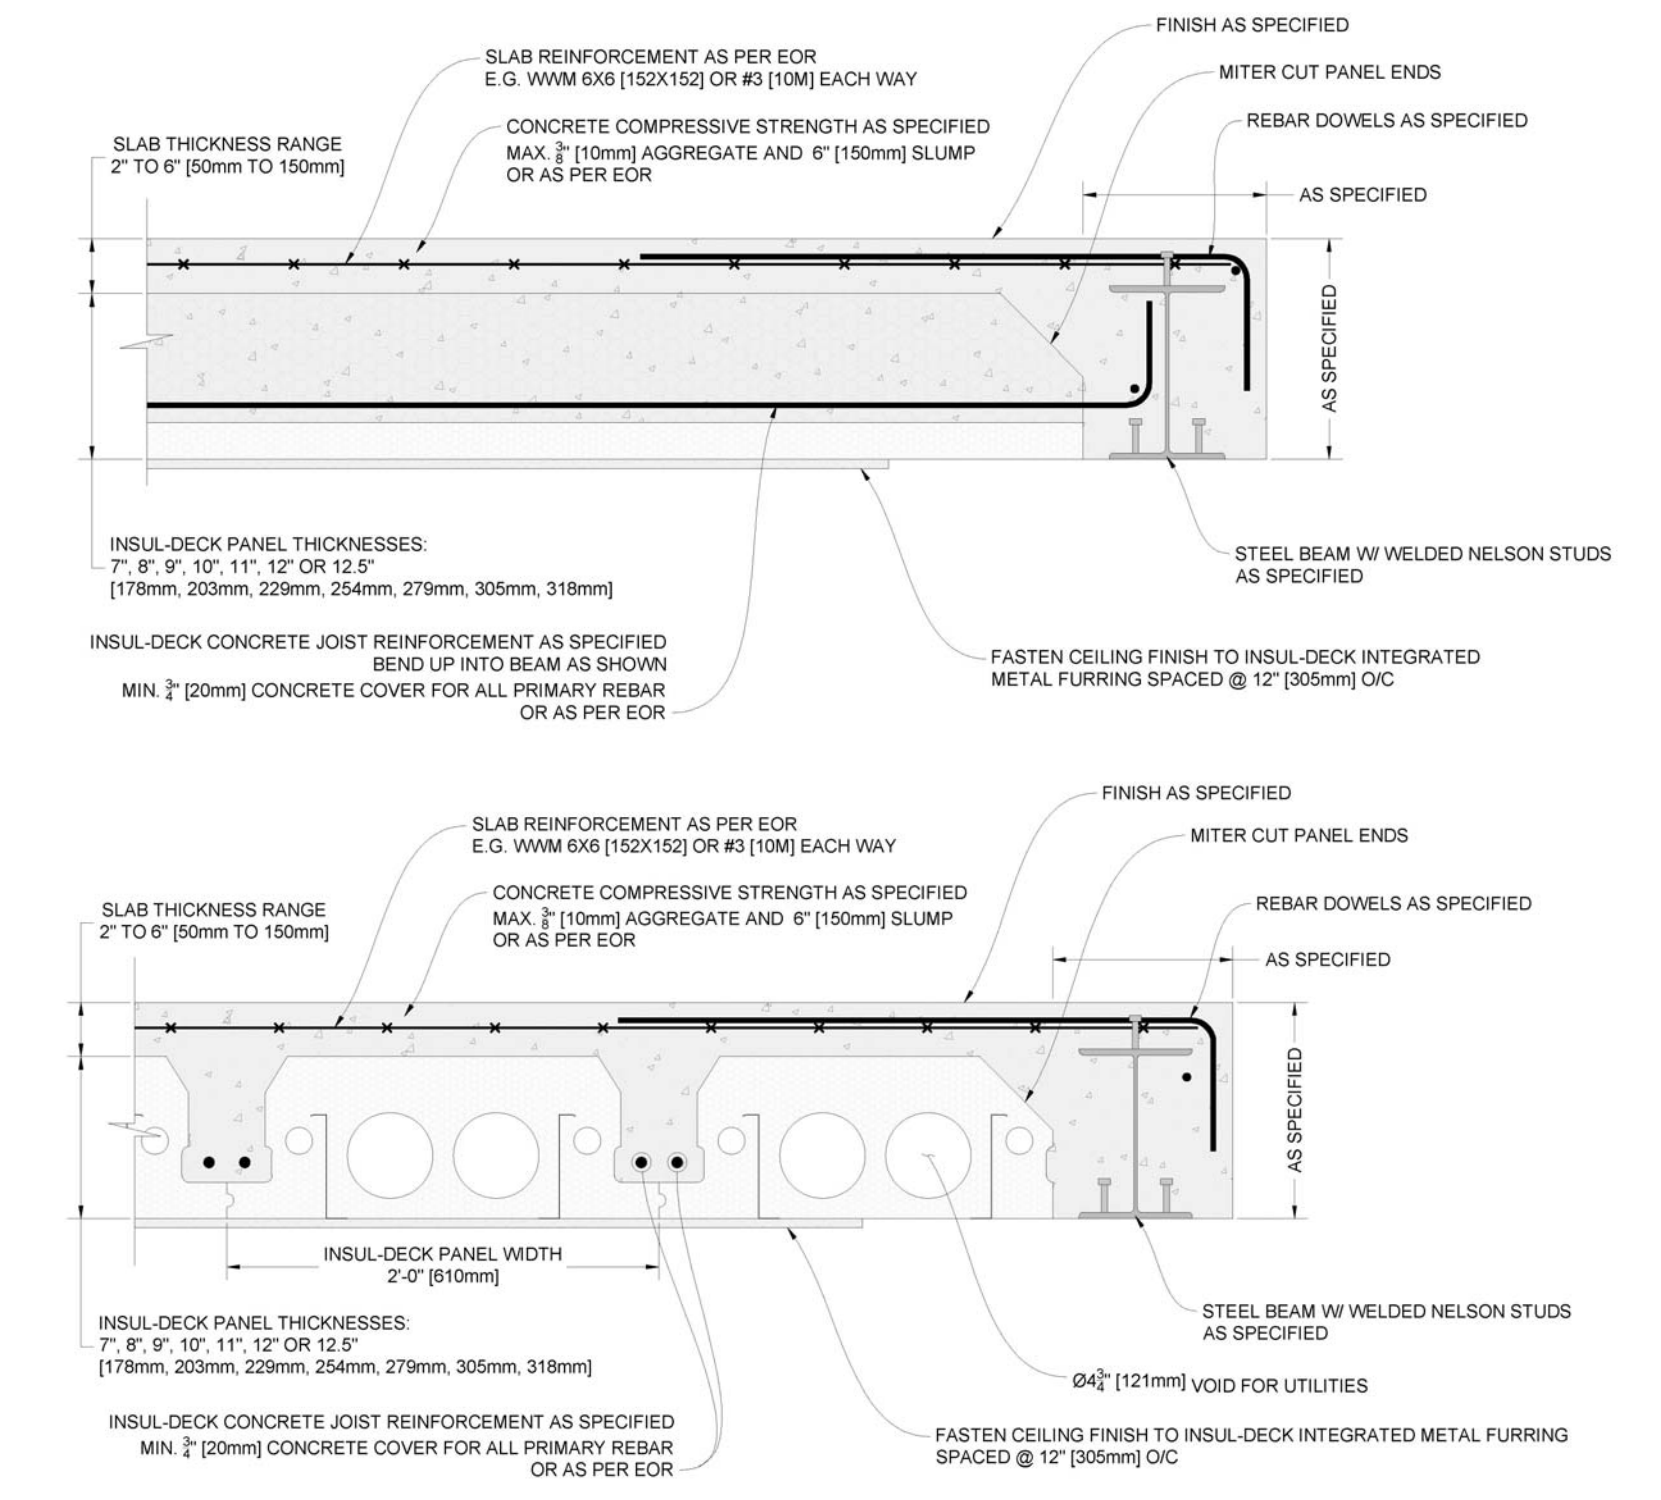 FINISH AS SPECIFIED
SLAB REINFORCEMENT AS PER EOR
E.G. WWM 6X6 [152X152] OR #3 [10M] EACH WAY
MITER CUT PANEL ENDS
REBAR DOWELS AS SPECIFIED
CONCRETE COMPRESSIVE STRENGTH AS SPECIFIED
MAX. 3/8" [10mm] AGGREGATE AND 6" [150mm] SLUMP
OR AS PER EOR
SLAB THICKNESS RANGE
2" TO 6" [50mm TO 150mm]
AS SPECIFIED
AS SPECIFIED
INSUL-DECK PANEL THICKNESSES:
7", 8", 9", 10", 11", 12" OR 12.5"
[178mm, 203mm, 229mm, 254mm, 279mm, 305mm, 318mm]
STEEL BEAM W/ WELDED NELSON STUDS
AS SPECIFIED
INSUL-DECK CONCRETE JOIST REINFORCEMENT AS SPECIFIED
BEND UP INTO BEAM AS SHOWN
MIN. 3/4" [20mm] CONCRETE COVER FOR ALL PRIMARY REBAR
OR AS PER EOR
FASTEN CEILING FINISH TO INSUL-DECK INTEGRATED
METAL FURRING SPACED @ 12" [305mm] O/C
FINISH AS SPECIFIED
SLAB REINFORCEMENT AS PER EOR
E.G. WWM 6X6 [152X152] OR #3 [10M] EACH WAY
MITER CUT PANEL ENDS
CONCRETE COMPRESSIVE STRENGTH AS SPECIFIED
MAX. 3/8" [10mm] AGGREGATE AND 6" [150mm] SLUMP
OR AS PER EOR
REBAR DOWELS AS SPECIFIED
SLAB THICKNESS RANGE
2" TO 6" [50mm TO 150mm]
AS SPECIFIED
AS SPECIFIED
INSUL-DECK PANEL WIDTH
2'-0" [610mm]
INSUL-DECK PANEL THICKNESSES:
7", 8", 9", 10", 11", 12" OR 12.5"
[178mm, 203mm, 229mm, 254mm, 279mm, 305mm, 318mm]
STEEL BEAM W/ WELDED NELSON STUDS
AS SPECIFIED
Ø4 3/4" [121mm] VOID FOR UTILITIES
INSUL-DECK CONCRETE JOIST REINFORCEMENT AS SPECIFIED
MIN. 3/4" [20mm] CONCRETE COVER FOR ALL PRIMARY REBAR
OR AS PER EOR
FASTEN CEILING FINISH TO INSUL-DECK INTEGRATED METAL FURRING
SPACED @ 12" [305mm] O/C